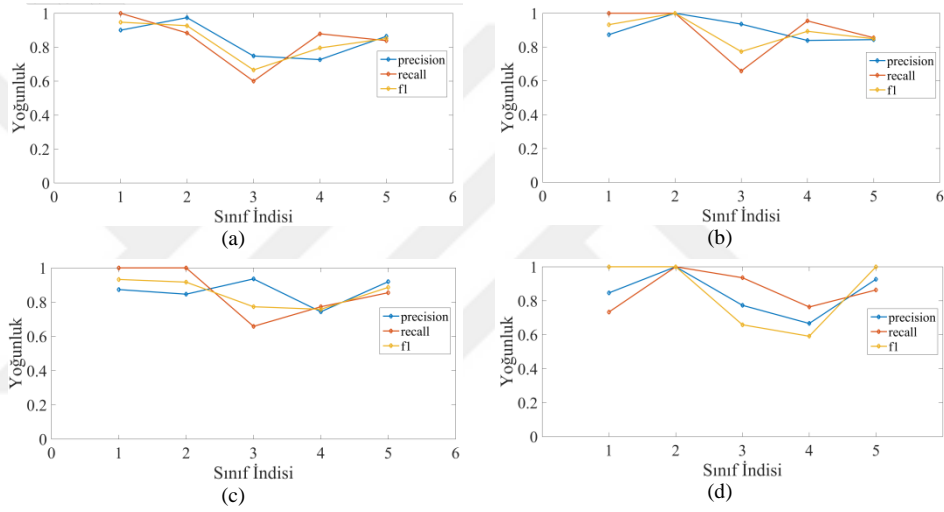 1
0.8
0.6
0.4
0.2
0
Yoğunluk
precision
recall
f1
0 1 2 3 4 5 6
Sınıf İndisi
(a)
1
0.8
0.6
0.4
0.2
0
Yoğunluk
precision
recall
f1
0 1 2 3 4 5 6
Sınıf İndisi
(b)
1
0.8
0.6
0.4
0.2
0
Yoğunluk
precision
recall
f1
0 1 2 3 4 5 6
Sınıf İndisi
(c)
1
0.8
0.6
0.4
0.2
0
Yoğunluk
precision
recall
f1
1 2 3 4 5
Sınıf İndisi
(d)